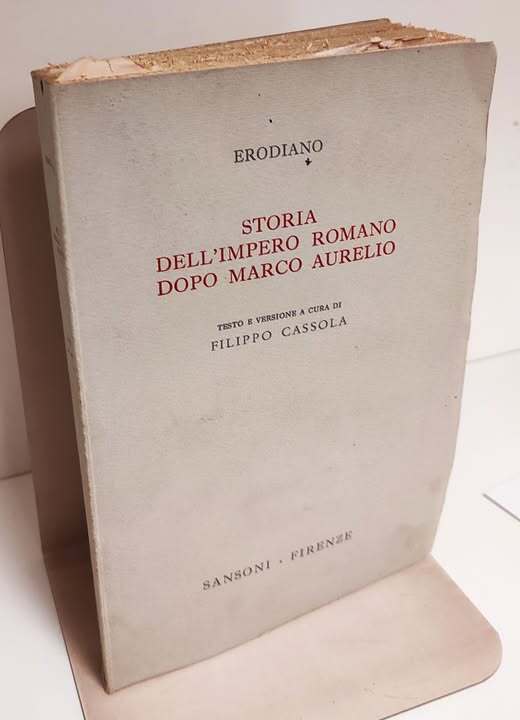 ERODIANO
STORIA
DELL'IMPERO ROMANO
DOPO MARCO AURELIO
TESTO E VERSIONE A CURA DI
FILIPPO CASSOLA
SANSONI • FIRENZE